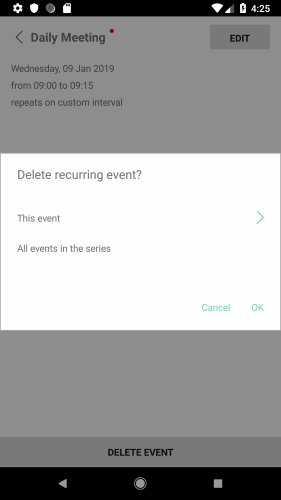 4:25
Daily Meeting
EDIT
Wednesday, 09 Jan 2019
from 09:00 to 09:15
repeats on custom interval
Delete recurring event?
This event
All events in the series
Cancel OK
DELETE EVENT